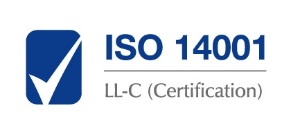 ISO 14001
LL-C (Certification)